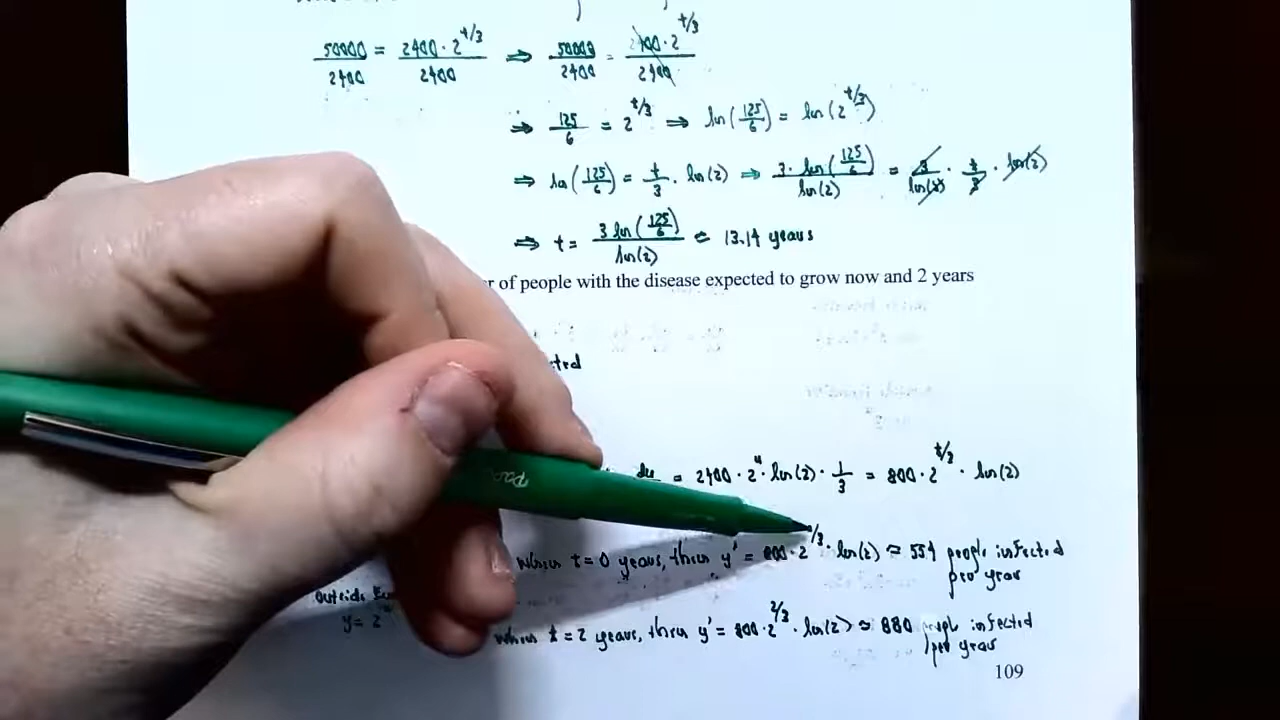 50000/2400 = 2400·2^t/3/2400 ⇒ 50000/2400 = 2400·2^t/3/2400
⇒ 125/6 = 2^t/3 ⇒ ln(125/6) = ln(2^t/3)
⇒ ln(125/6) = t/3 · ln(2) ⇒ 3·ln(125/6)/ln(2) = 3/ln(2) · t/3 · ln(2)
⇒ t = 3ln(125/6)/ln(2) ≈ 13.14 years
of people with the disease expected to grow now and 2 years
= 2400·2^u·ln(2)·1/3 = 800·2^t/3 · ln(2)
when t=0 years, then y' = 800·2^/3 · ln(2) ≈ 554 people infected
per year
outside
y=2^u
when t=2 years, then y' = 800·2^2/3 · ln(2) ≈ 880 people infected
per year
109